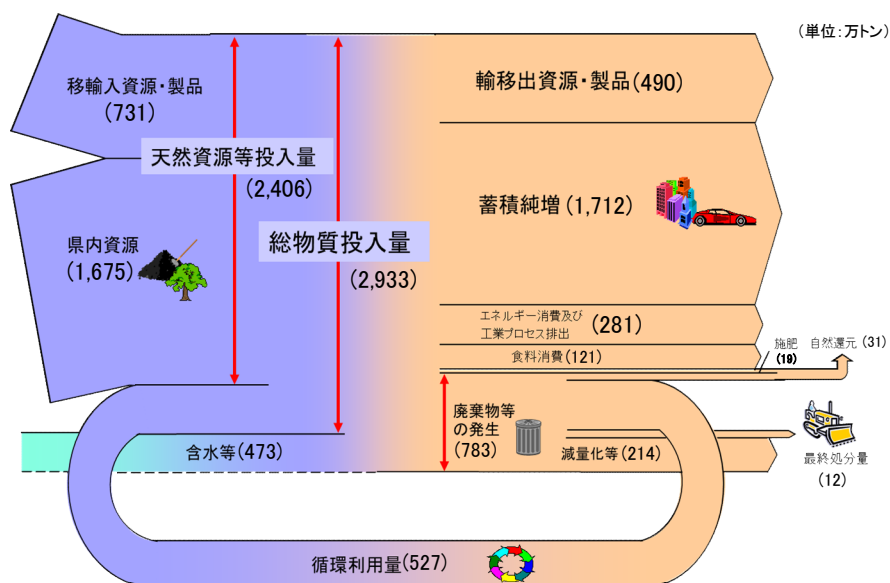 (単位:万トン)
移輸入資源・製品
(731)
輸移出資源・製品(490)
天然資源等投入量
(2,406)
蓄積純増(1,712)
総物質投入量
(2,933)
県内資源
(1,675)
エネルギー消費及び
工業プロセス排出
(281)
食料消費(121)
施肥
(19)
自然還元(31)
廃棄物等
の発生
(783)
含水等(473)
減量化等(214)
最終処分量
(12)
循環利用量(527)